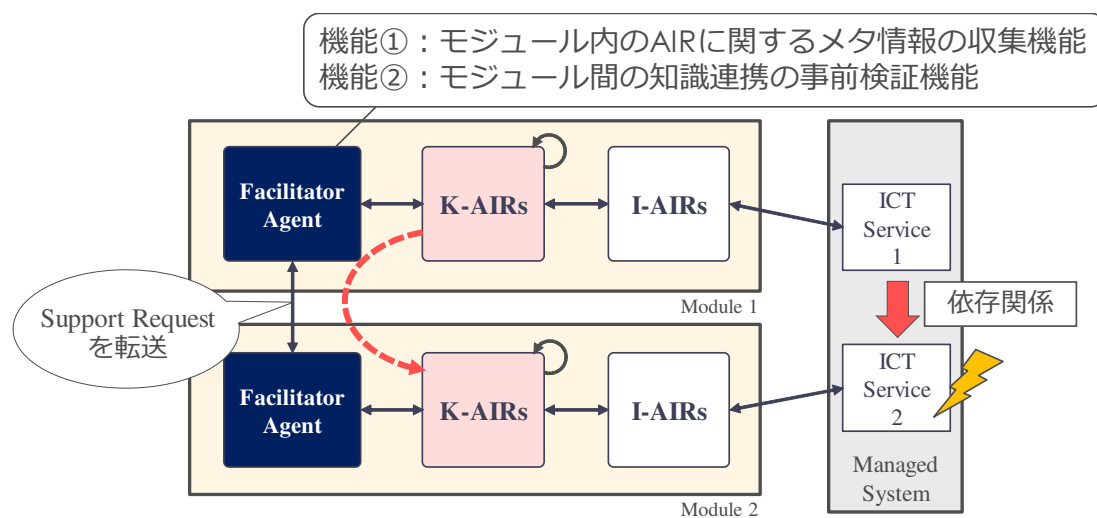 機能①：モジュール内のAIRに関するメタ情報の収集機能
機能②：モジュール間の知識連携の事前検証機能
Facilitator
Agent
K-AIRs
I-AIRs
ICT
Service
1
Module 1
Support Request
を転送
依存関係
Facilitator
Agent
K-AIRs
I-AIRs
ICT
Service
2
Managed
System
Module 2